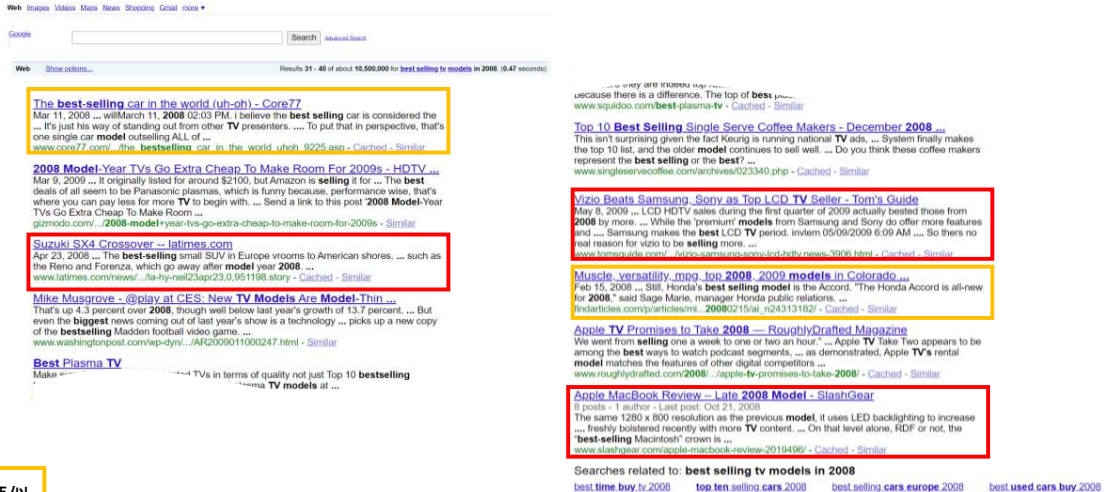 Web Images Videos Maps News Shopping Gmail more ▼
Google
Search Advanced Search
Web Show options... Results 31 - 40 of about 10,500,000 for best selling tv models in 2008. (0.47 seconds)
The best-selling car in the world (uh-oh) - Core77
Mar 11, 2008 ... willMarch 11, 2008 02:03 PM. i believe the best selling car is considered the
... It's just his way of standing out from other TV presenters. .... To put that in perspective, that's
one single car model outselling ALL of ...
www.core77.com/.../the_bestselling_car_in_the_world_uhoh_9225.asp - Cached - Similar
2008 Model-Year TVs Go Extra Cheap To Make Room For 2009s - HDTV ...
Mar 9, 2009 ... It originally listed for around $2100, but Amazon is selling it for ... The best
deals of all seem to be Panasonic plasmas, which is funny because, performance wise, that's
where you can pay less for more TV to begin with. ... Send a link to this post '2008 Model-Year
TVs Go Extra Cheap To Make Room ...
gizmodo.com/.../2008-model+year-tvs-go-extra-cheap-to-make-room-for-2009s - Similar
Suzuki SX4 Crossover -- latimes.com
Apr 23, 2008 ... The best-selling small SUV in Europe vrooms to American shores. ... such as
the Reno and Forenza, which go away after model year 2008. ...
www.latimes.com/news/.../la-hy-neil23apr23,0,951198.story - Cached - Similar
Mike Musgrove - @play at CES: New TV Models Are Model-Thin ...
That's up 4.3 percent over 2008, though well below last year's growth of 13.7 percent. ... But
even the biggest news coming out of last year's show is a technology ... picks up a new copy
of the bestselling Madden football video game. ...
www.washingtonpost.com/wp-dyn/.../AR2009011000247.html - Similar
Best Plasma TV
Make TVs in terms of quality not just Top 10 bestselling
TV models at ...
they are indeed
because there is a difference. The top of best
www.squidoo.com/best-plasma-tv - Cached - Similar
Top 10 Best Selling Single Serve Coffee Makers - December 2008 ...
This isn't surprising given the fact Keurig is running national TV ads, ... System finally makes
the top 10 list, and the older model continues to sell well. ... Do you think these coffee makers
represent the best selling or the best? ...
www.singleservecoffee.com/archives/023340.php - Cached - Similar
Vizio Beats Samsung, Sony as Top LCD TV Seller - Tom's Guide
May 8, 2009 ... LCD HDTV sales during the first quarter of 2009 actually bested those from
2008 by more. ... While the 'premium' models from Samsung and Sony do offer more features
and .... Samsung makes the best LCD TV period. invlem 05/09/2009 6:09 AM .... So thers no
real reason for vizio to be selling more. ...
www.tomsguide.com/.../vizio-samsung-sony-lcd-hdtv,news-3906.html - Cached - Similar
Muscle, versatility, mpg, top 2008, 2009 models in Colorado ...
Feb 15, 2008 ... Still, Honda's best selling model is the Accord. "The Honda Accord is all-new
for 2008," said Sage Marie, manager Honda public relations. ...
findarticles.com/p/articles/mi...20080215/ai_n24313182/ - Cached - Similar
Apple TV Promises to Take 2008 — RoughlyDrafted Magazine
We went from selling one a week to one or two an hour." ... Apple TV Take Two appears to be
among the best ways to watch podcast segments, ... as demonstrated, Apple TV's rental
model matches the features of other digital competitors ...
www.roughlydrafted.com/2008/.../apple-tv-promises-to-take-2008/ - Cached - Similar
Apple MacBook Review – Late 2008 Model - SlashGear
8 posts - 1 author - Last post: Oct 21, 2008
The same 1280 x 800 resolution as the previous model, it uses LED backlighting to increase
.... freshly bolstered recently with more TV content. ... On that level alone, RDF or not, the
"best-selling Macintosh" crown is ...
www.slashgear.com/apple-macbook-review-2019496/ - Cached - Similar
Searches related to: best selling tv models in 2008
best time buy tv 2008 top ten selling cars 2008 best selling cars europe 2008 best used cars buy 2008